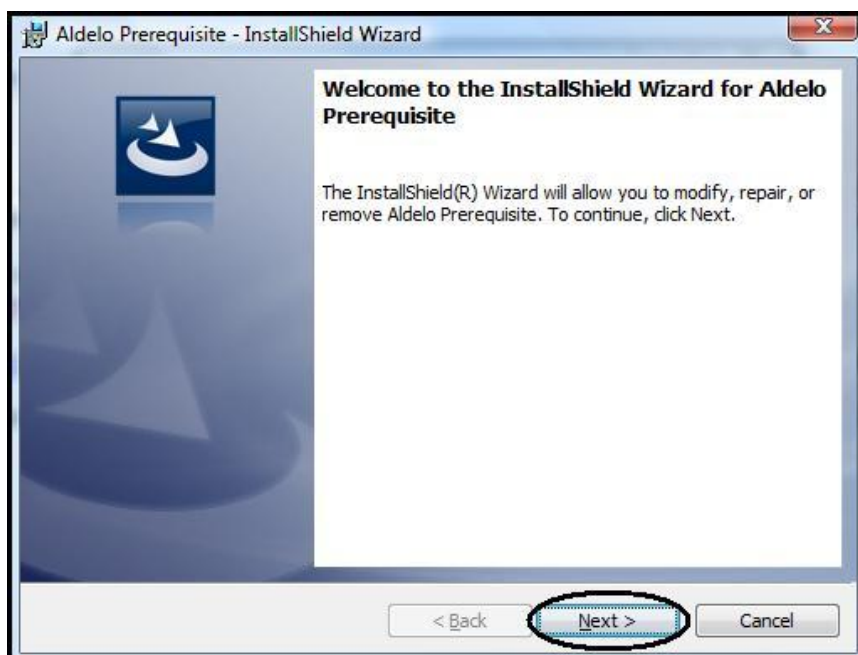 Aldelo Prerequisite - InstallShield Wizard
Welcome to the InstallShield Wizard for Aldelo
Prerequisite
The InstallShield(R) Wizard will allow you to modify, repair, or
remove Aldelo Prerequisite. To continue, click Next.
< Back Next > Cancel